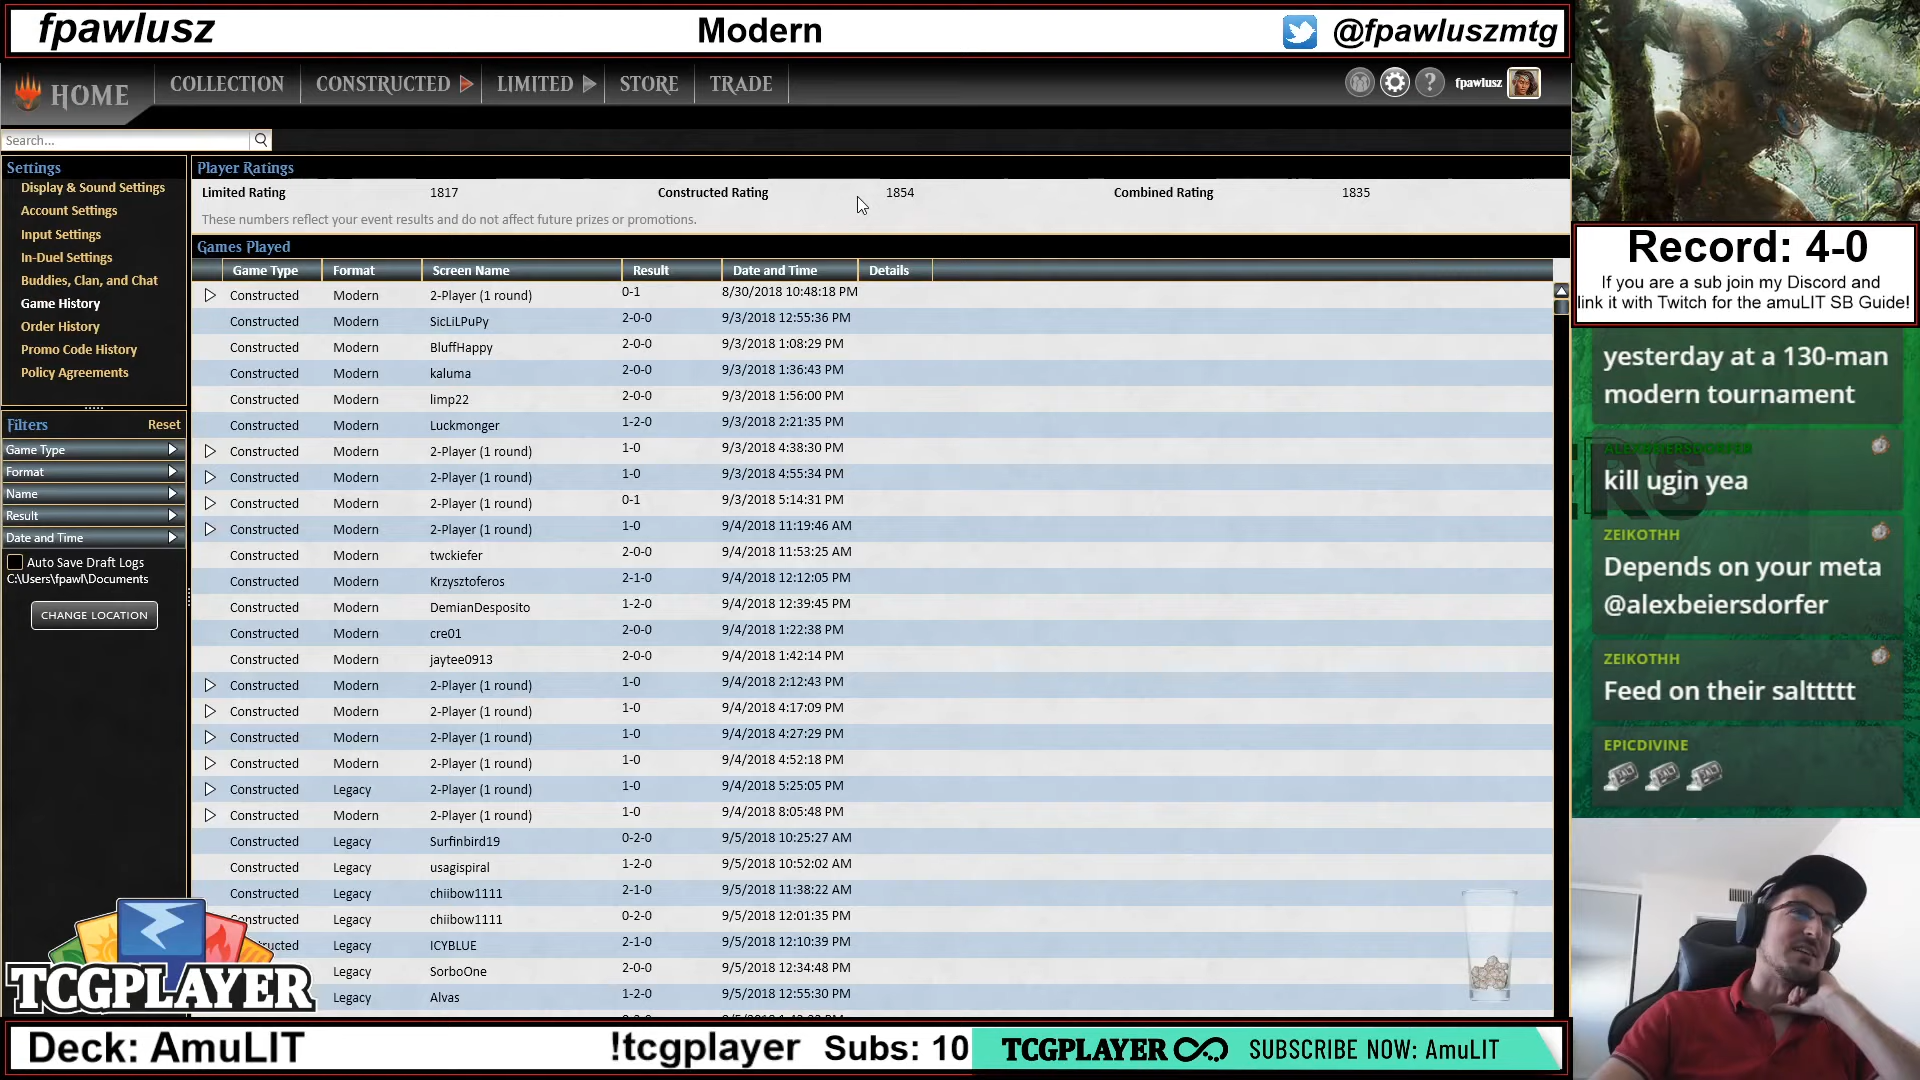 fpawlusz
Modern
@fpawluszmtg
HOME
COLLECTION
CONSTRUCTED
LIMITED
STORE
TRADE
?
fpawlusz
Search...
Settings
Display & Sound Settings
Account Settings
Input Settings
In-Duel Settings
Buddies, Clan, and Chat
Game History
Order History
Promo Code History
Policy Agreements
Filters Reset
Game Type
Format
Name
Result
Date and Time
Auto Save Draft Logs
C:\Users\fpawl\Documents
CHANGE LOCATION
Player Ratings
Limited Rating 1817 Constructed Rating 1854 Combined Rating 1835
These numbers reflect your event results and do not affect future prizes or promotions.
Games Played
Game Type Format Screen Name Result Date and Time Details
Constructed Modern 2-Player (1 round) 0-1 8/30/2018 10:48:18 PM
Constructed Modern SicLiLPuPy 2-0-0 9/3/2018 12:55:36 PM
Constructed Modern BluffHappy 2-0-0 9/3/2018 1:08:29 PM
Constructed Modern kaluma 2-0-0 9/3/2018 1:36:43 PM
Constructed Modern limp22 2-0-0 9/3/2018 1:56:00 PM
Constructed Modern Luckmonger 1-2-0 9/3/2018 2:21:35 PM
Constructed Modern 2-Player (1 round) 1-0 9/3/2018 4:38:30 PM
Constructed Modern 2-Player (1 round) 1-0 9/3/2018 4:55:34 PM
Constructed Modern 2-Player (1 round) 0-1 9/3/2018 5:14:31 PM
Constructed Modern 2-Player (1 round) 1-0 9/4/2018 11:19:46 AM
Constructed Modern twckiefer 2-0-0 9/4/2018 11:53:25 AM
Constructed Modern Krzysztoferos 2-1-0 9/4/2018 12:12:05 PM
Constructed Modern DemianDesposito 1-2-0 9/4/2018 12:39:45 PM
Constructed Modern cre01 2-0-0 9/4/2018 1:22:38 PM
Constructed Modern jaytee0913 2-0-0 9/4/2018 1:42:14 PM
Constructed Modern 2-Player (1 round) 1-0 9/4/2018 2:12:43 PM
Constructed Modern 2-Player (1 round) 1-0 9/4/2018 4:17:09 PM
Constructed Modern 2-Player (1 round) 1-0 9/4/2018 4:27:29 PM
Constructed Modern 2-Player (1 round) 1-0 9/4/2018 4:52:18 PM
Constructed Legacy 2-Player (1 round) 1-0 9/4/2018 5:25:05 PM
Constructed Modern 2-Player (1 round) 1-0 9/4/2018 8:05:48 PM
Constructed Legacy Surfinbird19 0-2-0 9/5/2018 10:25:27 AM
Constructed Legacy usagispiral 1-2-0 9/5/2018 10:52:02 AM
Constructed Legacy chiibow1111 2-1-0 9/5/2018 11:38:22 AM
onstructed Legacy chiibow1111 0-2-0 9/5/2018 12:01:35 PM
ructed Legacy ICYBLUE 2-1-0 9/5/2018 12:10:39 PM
Legacy SorboOne 2-0-0 9/5/2018 12:34:48 PM
Legacy Alvas 1-2-0 9/5/2018 12:55:30 PM
TCGPLAYER
Record: 4-0
If you are a sub join my Discord and
link it with Twitch for the amuLIT SB Guide!
yesterday at a 130-man
modern tournament
ALEXBEIERSDORFER
kill ugin yea
ZEIKOTHH
Depends on your meta
@alexbeiersdorfer
ZEIKOTHH
Feed on their salttttt
EPICDIVINE
SALT SALT SALT
Deck: AmuLIT
!tcgplayer
Subs: 10
TCGPLAYER SUBSCRIBE NOW: AmuLIT